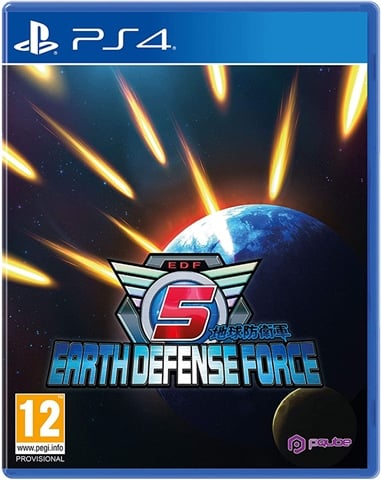 PS4
EDF
5
地球防衛軍
EARTH DEFENSE FORCE
12
www.pegi.info
PROVISIONAL
pqube